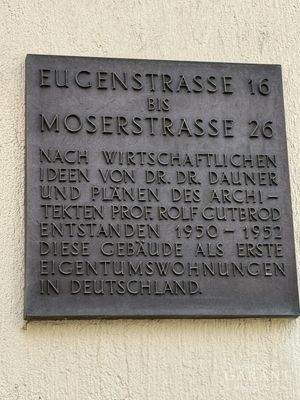 EUGENSTRASSE 16
BIS
MOSERSTRASSE 26
NACH WIRTSCHAFTLICHEN
IDEEN VON DR. DR. DAUNER
UND PLÄNEN DES ARCHI-
TEKTEN PROF. ROLF GUTBROD
ENTSTANDEN 1950-1952
DIESE GEBÄUDE ALS ERSTE
EIGENTUMSWOHNUNGEN
IN DEUTSCHLAND.